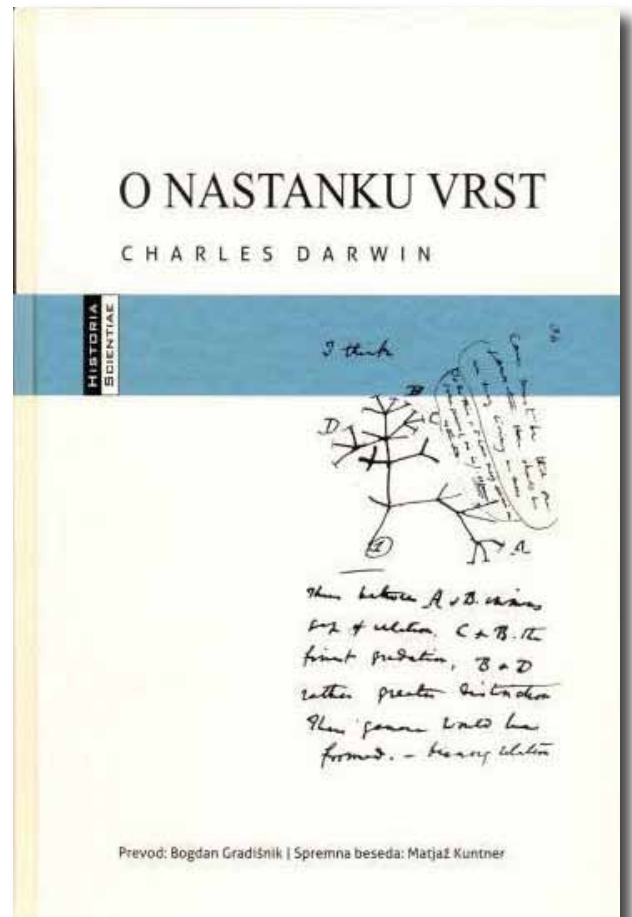 O NASTANKU VRST
CHARLES DARWIN
HISTORIA
SCIENTIAE
I think
B
D
C
A
1
Thus between A & B. immens
gap of relation. C & B. the
finest gradation, B & D
rather greater distinction
Thus genera would be
formed. — bearing relation
Prevod: Bogdan Gradišnik | Spremna beseda: Matjaž Kuntner